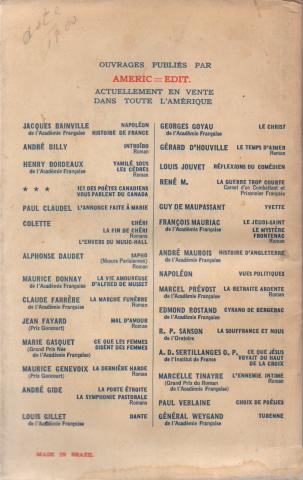 OUVRAGES PUBLIÉS PAR
AMERIC = EDIT.
ACTUELLEMENT EN VENTE
DANS TOUTE L'AMÉRIQUE
JACQUES BAINVILLE NAPOLÉON
de l'Académie Française HISTOIRE DE FRANCE
ANDRÉ BILLY INTROÏBO
Roman
HENRY BORDEAUX YAMILÉ SOUS
de l'Académie Française LES CÈDRES
Roman
★ ★ ★ ICI DES POÈTES CANADIENS
VOUS PARLENT DU CANADA
PAUL CLAUDEL L'ANNONCE FAITE À MARIE
COLETTE CHÉRI
LA FIN DE CHÉRI
Romans
L'ENVERS DU MUSIC-HALL
ALPHONSE DAUDET SAPHO
(Mœurs Parisiennes) Roman
MAURICE DONNAY LA VIE AMOUREUSE
de l'Académie Française D'ALFRED DE MUSSET
CLAUDE FARRÈRE LA MARCHE FUNÈBRE
de l'Académie Française Roman
JEAN FAYARD MAL D'AMOUR
(Prix Goncourt) Roman
MARIE GASQUET CE QUE LES FEMMES
(Grand Prix Née DISENT DES FEMMES
de l'Académie Française)
MAURICE GENEVOIX LA DERNIÈRE HARDE
(Prix Goncourt) Roman
ANDRÉ GIDE LA PORTE ÉTROITE
LA SYMPHONIE PASTORALE
Romans
LOUIS GILLET DANTE
de l'Académie Française
GEORGES GOYAU LE CHRIST
de l'Académie Française
GÉRARD D'HOUVILLE LE TEMPS D'AIMER
Roman
LOUIS JOUVET RÉFLEXIONS DU COMÉDIEN
RENÉ M. LA GUERRE TROP COURTE
Carnet d'un Combattant et
Prisonnier Français
GUY DE MAUPASSANT YVETTE
FRANÇOIS MAURIAC LE JEUDI-SAINT
de l'Académie Française LE MYSTÈRE
FRONTENAC
Roman
ANDRÉ MAUROIS HISTOIRE D'ANGLETERRE
de l'Académie Française
NAPOLÉON VUES POLITIQUES
MARCEL PRÉVOST LA RETRAITE ARDENTE
de l'Académie Française Roman
EDMOND ROSTAND CYRANO DE BERGERAC
de l'Académie Française
R. P. SANSON LA SOUFFRANCE ET NOUS
de l'Oratoire
A. D. SERTILLANGES O. P. CE QUE JÉSUS
de l'Institut de France VOYAIT DU HAUT
DE LA CROIX
MARCELLE TINAYRE L'ENNEMIE INTIME
(Grand Prix du Roman Roman
de l'Académie Française)
PAUL VERLAINE CHOIX DE POÉSIES
GÉNÉRAL WEYGAND TURENNE
de l'Académie Française
MADE IN BRAZIL